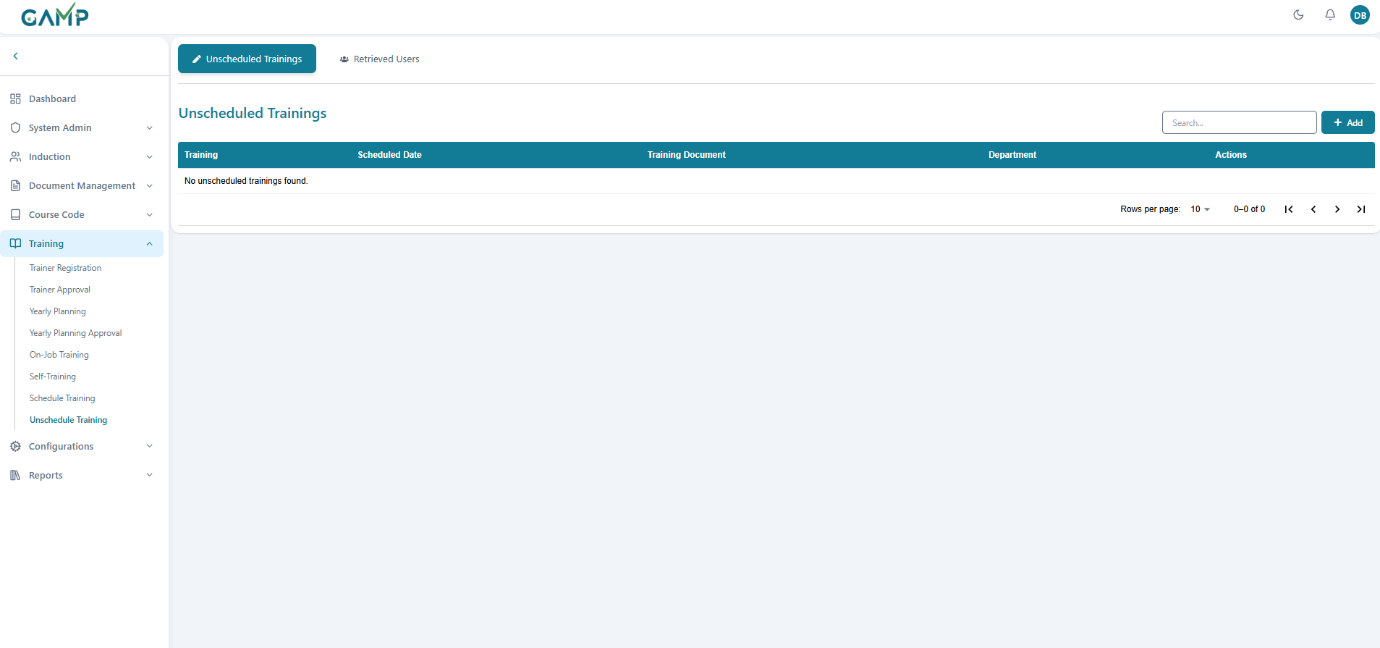 CAMP
DB
Unscheduled Trainings
Retrieved Users
Dashboard
System Admin
Induction
Document Management
Course Code
Training
Trainer Registration
Trainer Approval
Yearly Planning
Yearly Planning Approval
On-Job Training
Self-Training
Schedule Training
Unschedule Training
Configurations
Reports
Unscheduled Trainings
Search...
+ Add
Training Scheduled Date Training Document Department Actions
No unscheduled trainings found.
Rows per page: 10 0–0 of 0